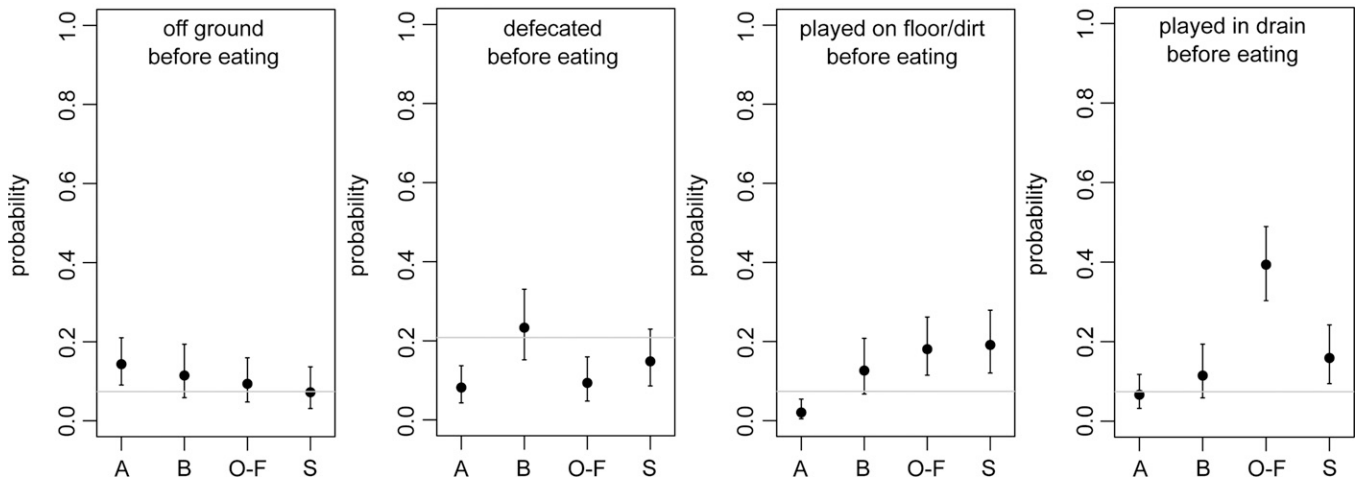 off ground
before eating
probability
1.0
0.8
0.6
0.4
0.2
0.0
A B O-F S
defecated
before eating
probability
1.0
0.8
0.6
0.4
0.2
0.0
A B O-F S
played on floor/dirt
before eating
probability
1.0
0.8
0.6
0.4
0.2
0.0
A B O-F S
played in drain
before eating
probability
1.0
0.8
0.6
0.4
0.2
0.0
A B O-F S